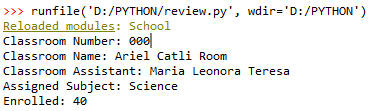 >>> runfile('D:/PYTHON/review.py', wdir='D:/PYTHON')
Reloaded modules: School
Classroom Number: 000
Classroom Name: Ariel Catli Room
Classroom Assistant: Maria Leonora Teresa
Assigned Subject: Science
Enrolled: 40